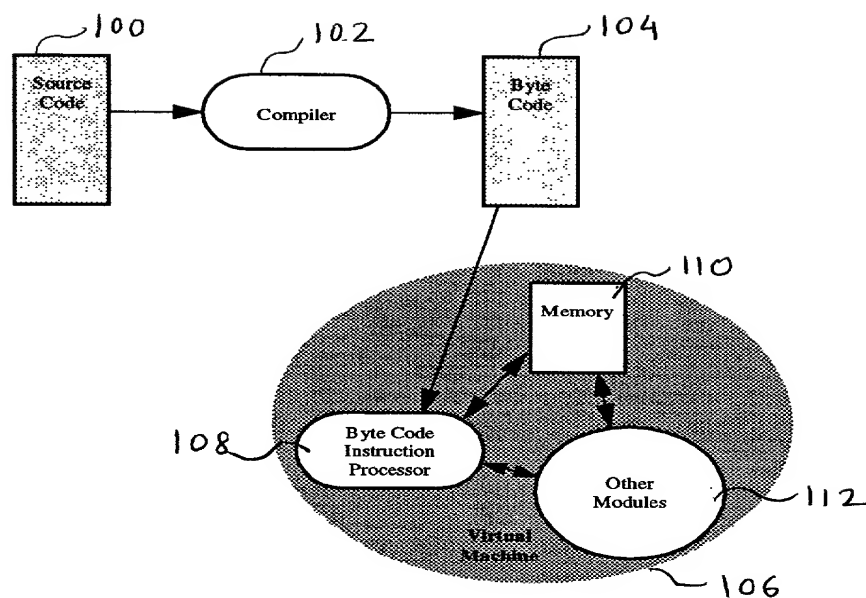 100
102
104
Source
Code
Compiler
Byte
Code
110
Memory
108
Byte Code
Instruction
Processor
Other
Modules
112
Virtual
Machine
106